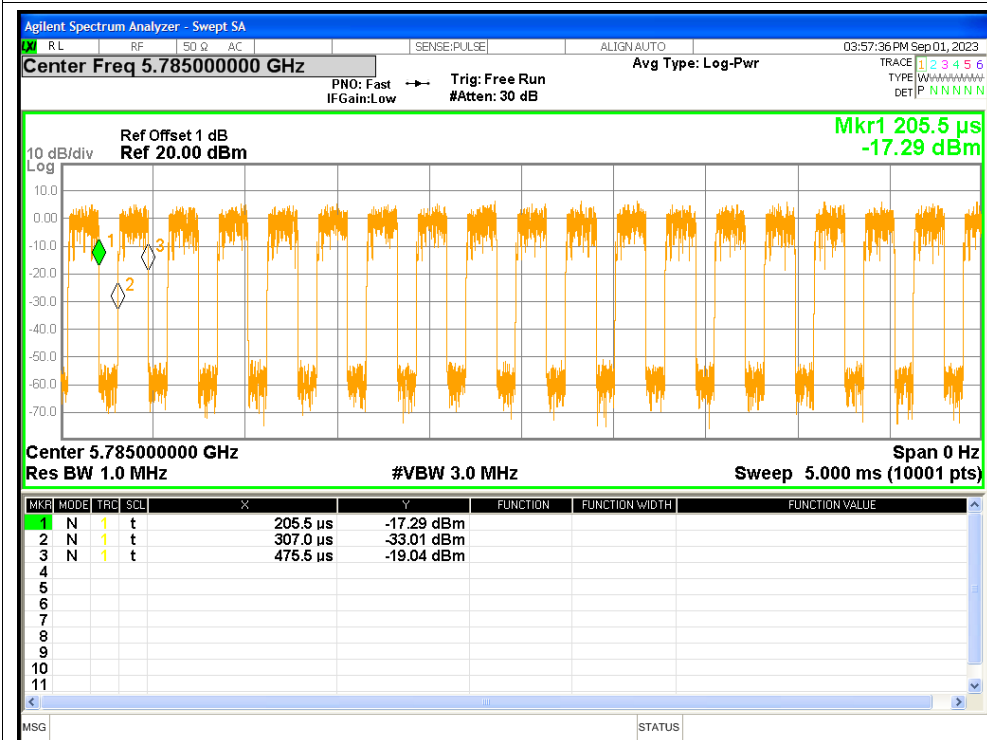 Agilent Spectrum Analyzer - Swept SA
LXI RL RF 50 Ω AC SENSE:PULSE ALIGN AUTO 03:57:36 PM Sep 01, 2023
Center Freq 5.785000000 GHz PNO: Fast IFGain:Low Trig: Free Run #Atten: 30 dB Avg Type: Log-Pwr TRACE 1 2 3 4 5 6
TYPE W
DET P N N N N N
Mkr1 205.5 µs
-17.29 dBm
Ref Offset 1 dB
10 dB/div Ref 20.00 dBm
Log
10.0
0.00
-10.0
-20.0
-30.0
-40.0
-50.0
-60.0
-70.0
1
2
3
Center 5.785000000 GHz Span 0 Hz
Res BW 1.0 MHz #VBW 3.0 MHz Sweep 5.000 ms (10001 pts)
MKR MODE TRC SCL X Y FUNCTION FUNCTION WIDTH FUNCTION VALUE
1 N 1 t 205.5 µs -17.29 dBm
2 N 1 t 307.0 µs -33.01 dBm
3 N 1 t 475.5 µs -19.04 dBm
4
5
6
7
8
9
10
11
MSG STATUS